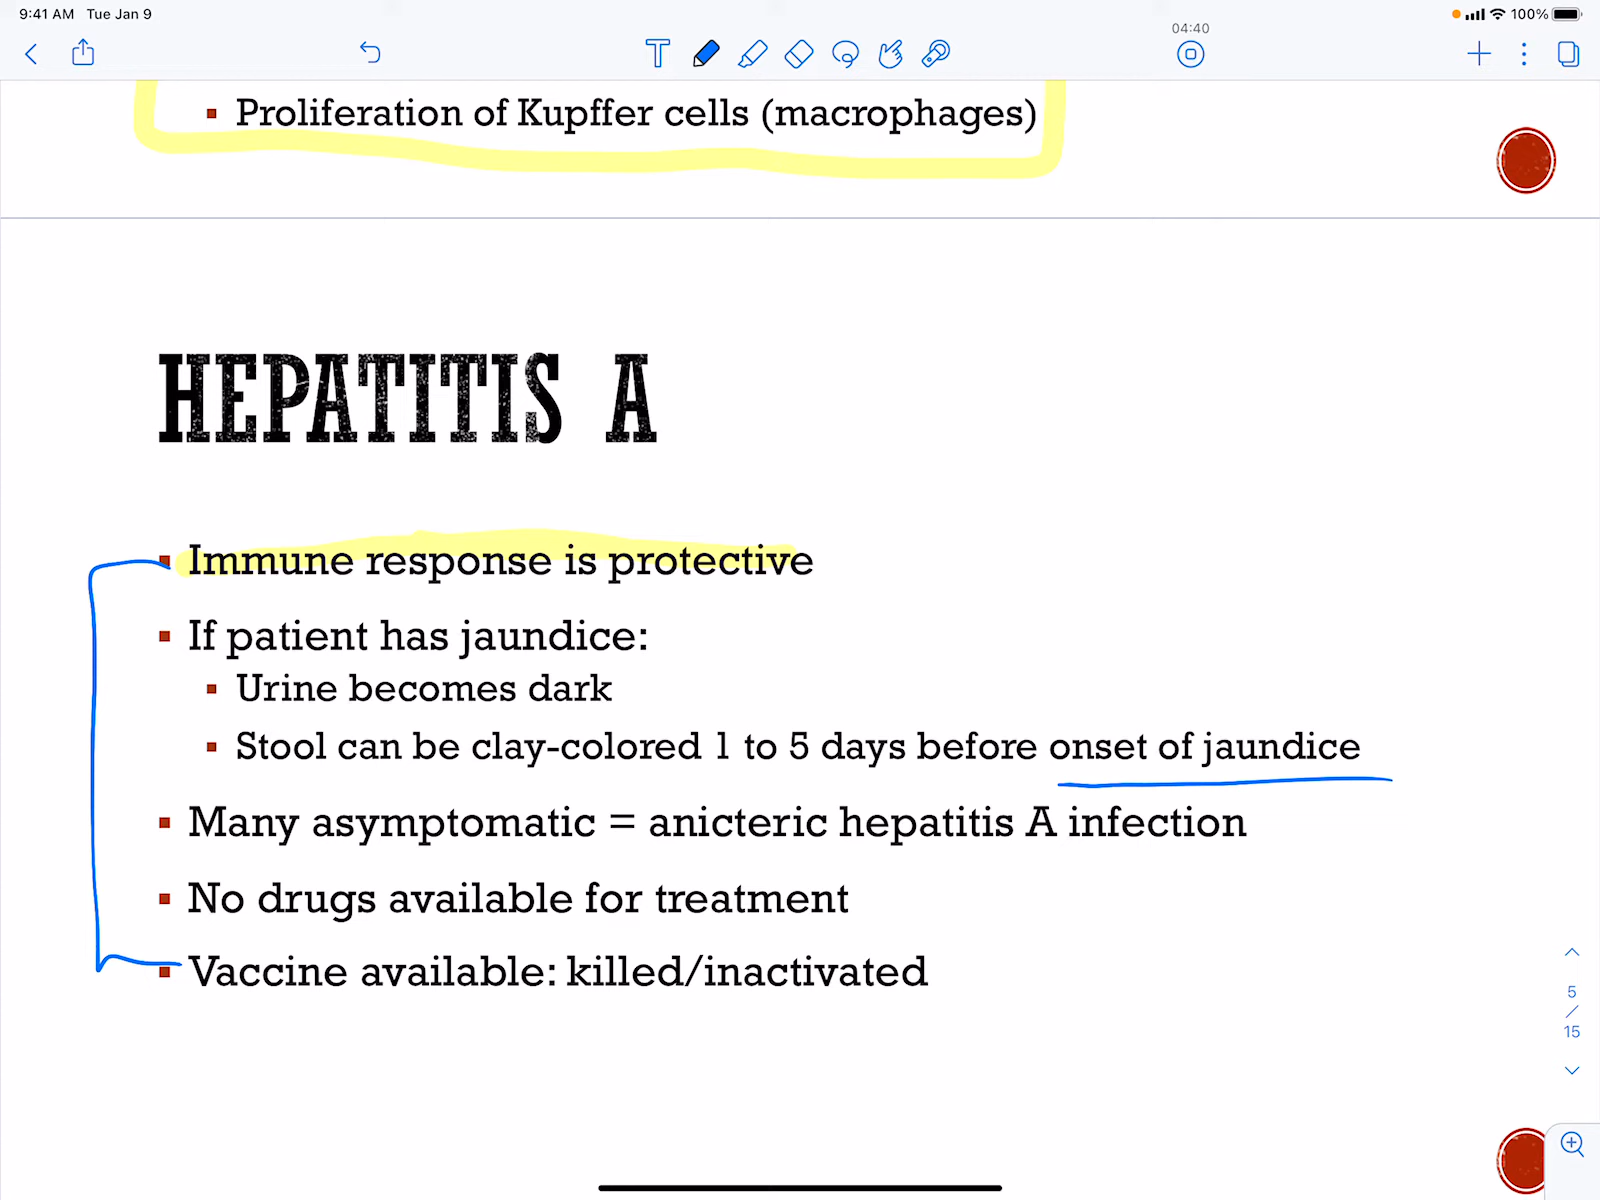 9:41 AM Tue Jan 9
100%
04:40
Proliferation of Kupffer cells (macrophages)
HEPATITIS A
Immune response is protective
If patient has jaundice:
Urine becomes dark
Stool can be clay-colored 1 to 5 days before onset of jaundice
Many asymptomatic = anicteric hepatitis A infection
No drugs available for treatment
Vaccine available: killed/inactivated
5
/
15